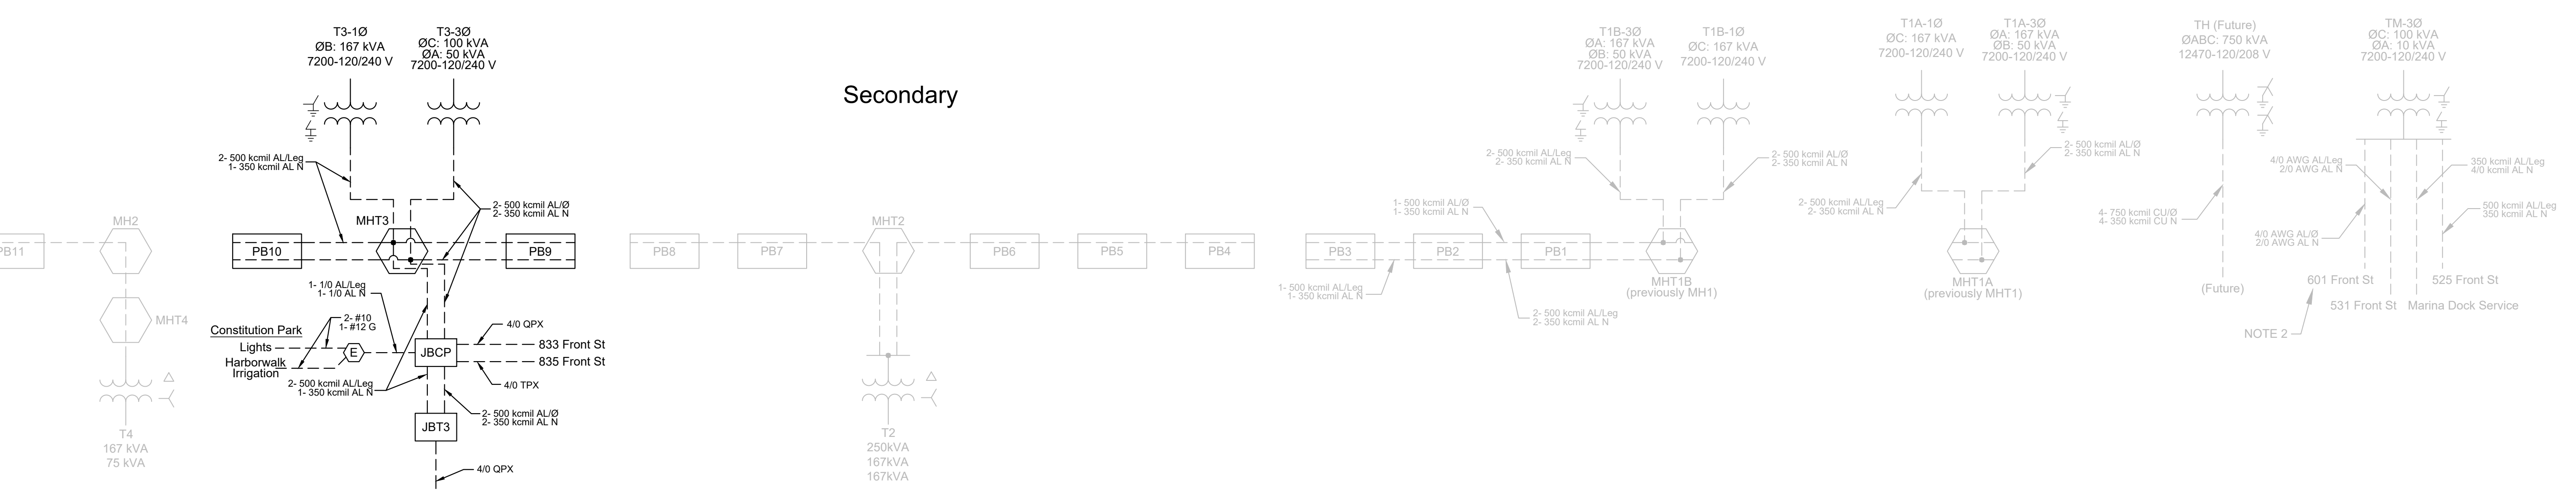 Secondary
T3-1Ø
ØB: 167 kVA
7200-120/240 V
T3-3Ø
ØC: 100 kVA
ØA: 50 kVA
7200-120/240 V
2- 500 kcmil AL/Leg
1- 350 kcmil AL N
2- 500 kcmil AL/Ø
2- 350 kcmil AL N
PB11
MH2
MHT4
T4
167 kVA
75 kVA
MHT3
PB10
PB9
1- 1/0 AL/Leg
1- 1/0 AL N
2- #10
1- #12 G
Constitution Park
Lights
Harborwalk
Irrigation
E
JBCP
4/0 QPX
833 Front St
835 Front St
4/0 TPX
2- 500 kcmil AL/Leg
1- 350 kcmil AL N
2- 500 kcmil AL/Ø
2- 350 kcmil AL N
JBT3
4/0 QPX
PB8
PB7
MHT2
PB6
PB5
PB4
T2
250kVA
167kVA
167kVA
T1B-3Ø
ØA: 167 kVA
ØB: 50 kVA
7200-120/240 V
T1B-1Ø
ØC: 167 kVA
7200-120/240 V
2- 500 kcmil AL/Leg
2- 350 kcmil AL N
2- 500 kcmil AL/Ø
2- 350 kcmil AL N
1- 500 kcmil AL/Ø
1- 350 kcmil AL N
PB3
PB2
PB1
1- 500 kcmil AL/Leg
1- 350 kcmil AL N
2- 500 kcmil AL/Leg
2- 350 kcmil AL N
MHT1B
(previously MH1)
T1A-1Ø
ØC: 167 kVA
7200-120/240 V
T1A-3Ø
ØA: 167 kVA
ØB: 50 kVA
7200-120/240 V
2- 500 kcmil AL/Leg
2- 350 kcmil AL N
2- 500 kcmil AL/Ø
2- 350 kcmil AL N
MHT1A
(previously MHT1)
TH (Future)
ØABC: 750 kVA
12470-120/208 V
4- 750 kcmil CU/Ø
4- 350 kcmil CU N
(Future)
TM-3Ø
ØC: 100 kVA
ØA: 10 kVA
7200-120/240 V
4/0 AWG AL/Leg
2/0 AWG AL N
350 kcmil AL/Leg
4/0 kcmil AL N
4/0 AWG AL/Ø
2/0 AWG AL N
500 kcmil AL/Leg
350 kcmil AL N
601 Front St
525 Front St
531 Front St
Marina Dock Service
NOTE 2